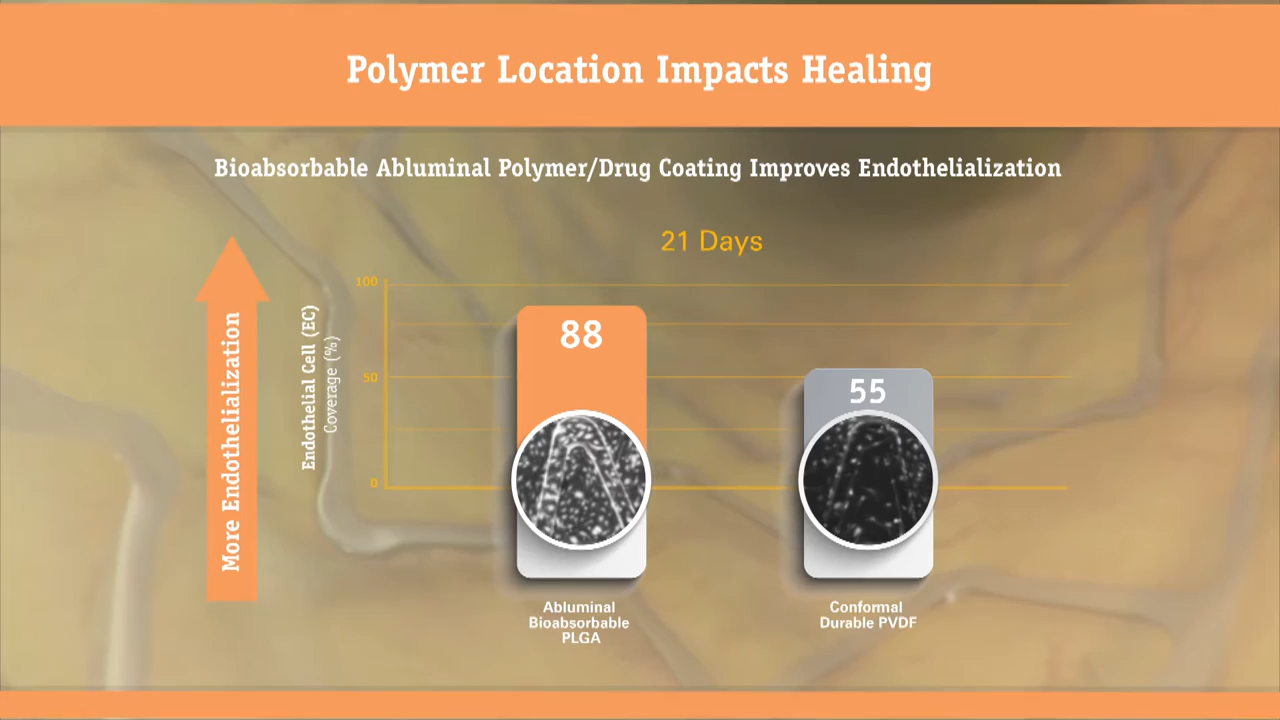 Polymer Location Impacts Healing
Bioabsorbable Abluminal Polymer/Drug Coating Improves Endothelialization
21 Days
More Endothelialization
Endothelial Cell (EC)
Coverage (%)
100
50
0
88
55
Abluminal
Bioabsorbable
PLGA
Conformal
Durable PVDF